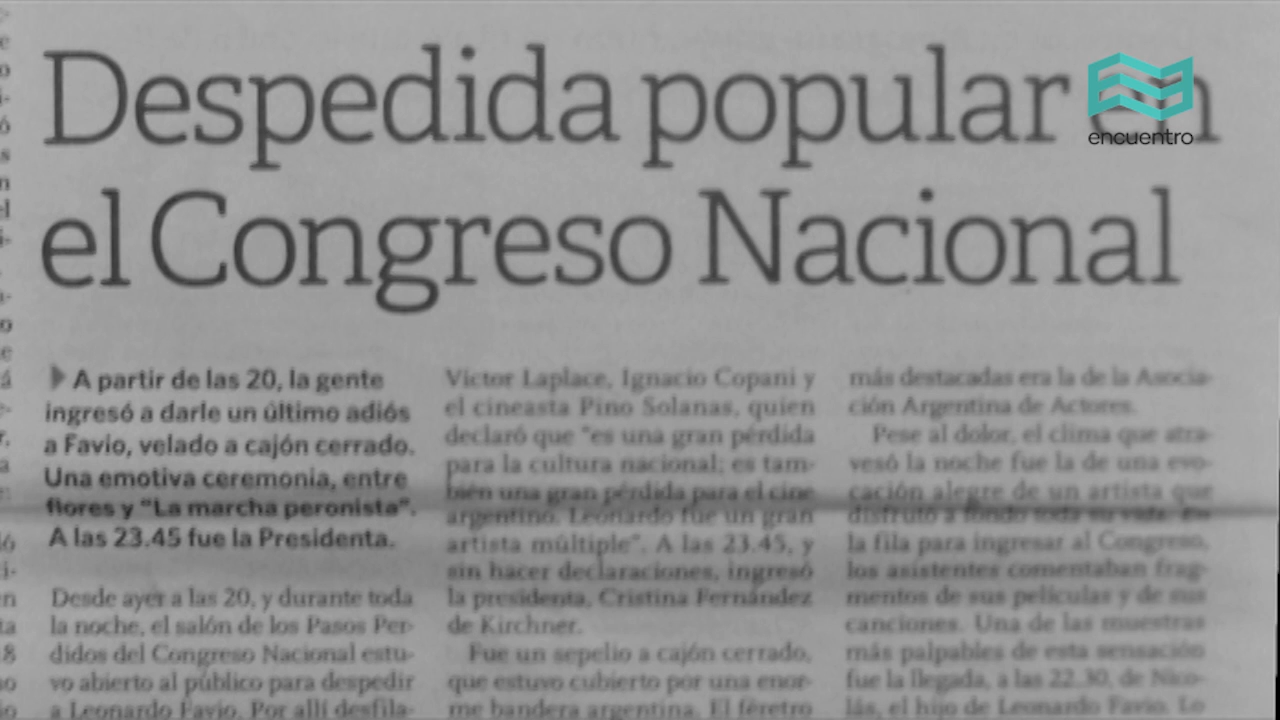 Despedida popular en
encuentro
el Congreso Nacional
A partir de las 20, la gente
ingresó a darle un último adiós
a Favio, velado a cajón cerrado.
Una emotiva ceremonia, entre
flores y "La marcha peronista".
A las 23.45 fue la Presidenta.
Desde ayer a las 20, y durante toda
la noche, el salón de los Pasos Per-
didos del Congreso Nacional estu-
vo abierto al público para despedir
a Leonardo Favio. Por allí desfila-
Victor Laplace, Ignacio Copani y
el cineasta Pino Solanas, quien
declaró que "es una gran pérdida
para la cultura nacional; es tam-
bién una gran pérdida para el cine
argentino. Leonardo fue un gran
artista múltiple". A las 23.45, y
sin hacer declaraciones, ingresó
la presidenta, Cristina Fernández
de Kirchner.
Fue un sepelio a cajón cerrado,
que estuvo cubierto por una enor-
me bandera argentina. El féretro
más destacadas era la de la Asocia-
ción Argentina de Actores.
Pese al dolor, el clima que atra-
vesó la noche fue la de una evo-
cación alegre de un artista que
disfrutó a fondo toda su vida. En
la fila para ingresar al Congreso,
los asistentes comentaban frag-
mentos de sus películas y de sus
canciones. Una de las muestras
más palpables de esta sensación
fue la llegada, a las 22.30, de Nico-
lás, el hijo de Leonardo Favio. Lo